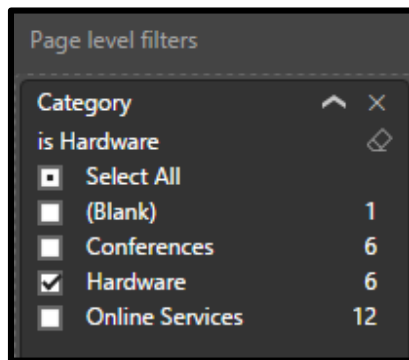 Page level filters
Category
is Hardware
Select All
(Blank) 1
Conferences 6
Hardware 6
Online Services 12